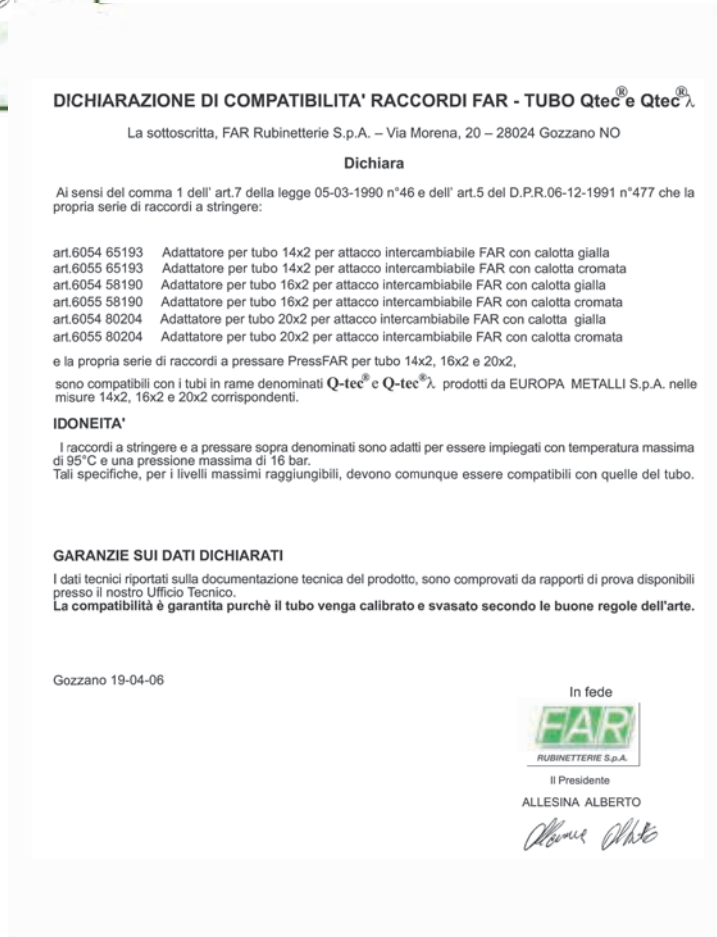 DICHIARAZIONE DI COMPATIBILITA' RACCORDI FAR - TUBO Qtec® e Qtec®λ
La sottoscritta, FAR Rubinetterie S.p.A. – Via Morena, 20 – 28024 Gozzano NO
Dichiara
Ai sensi del comma 1 dell' art.7 della legge 05-03-1990 n°46 e dell' art.5 del D.P.R.06-12-1991 n°477 che la
propria serie di raccordi a stringere:
art.6054 65193 Adattatore per tubo 14x2 per attacco intercambiabile FAR con calotta gialla
art.6055 65193 Adattatore per tubo 14x2 per attacco intercambiabile FAR con calotta cromata
art.6054 58190 Adattatore per tubo 16x2 per attacco intercambiabile FAR con calotta gialla
art.6055 58190 Adattatore per tubo 16x2 per attacco intercambiabile FAR con calotta cromata
art.6054 80204 Adattatore per tubo 20x2 per attacco intercambiabile FAR con calotta gialla
art.6055 80204 Adattatore per tubo 20x2 per attacco intercambiabile FAR con calotta cromata
e la propria serie di raccordi a pressare PressFAR per tubo 14x2, 16x2 e 20x2,
sono compatibili con i tubi in rame denominati Q-tec® e Q-tec®λ prodotti da EUROPA METALLI S.p.A. nelle
misure 14x2, 16x2 e 20x2 corrispondenti.
IDONEITA'
I raccordi a stringere e a pressare sopra denominati sono adatti per essere impiegati con temperatura massima
di 95°C e una pressione massima di 16 bar.
Tali specifiche, per i livelli massimi raggiungibili, devono comunque essere compatibili con quelle del tubo.
GARANZIE SUI DATI DICHIARATI
I dati tecnici riportati sulla documentazione tecnica del prodotto, sono comprovati da rapporti di prova disponibili
presso il nostro Ufficio Tecnico.
La compatibilità è garantita purchè il tubo venga calibrato e svasato secondo le buone regole dell'arte.
Gozzano 19-04-06
In fede
FAR
RUBINETTERIE S.p.A.
Il Presidente
ALLESINA ALBERTO